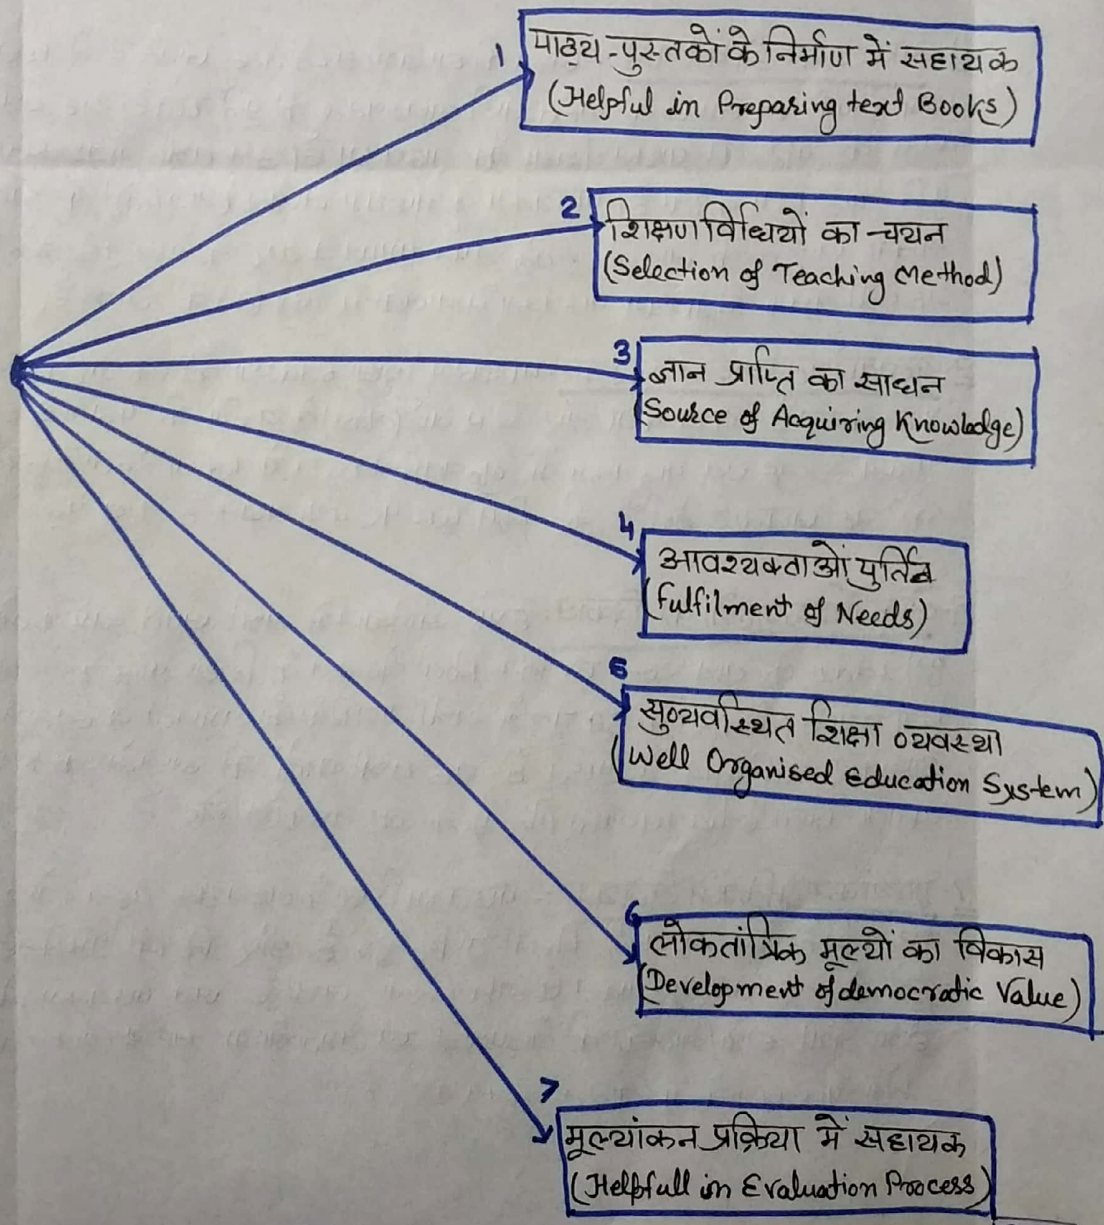 1
पाठ्य-पुस्तकों के निर्माण में सहायक
(Helpful in Preparing text Books)
2
शिक्षण विधियों का चयन
(Selection of Teaching Method)
3
ज्ञान प्राप्ति का साधन
(Source of Acquiring Knowledge)
4
आवश्यकताओं
(Fulfilment of Needs)
5
सुव्यवस्थित शिक्षा व्यवस्था
(Well Organised Education System)
6
लोकतांत्रिक मूल्यों का विकास
(Development of democratic Value)
7
मूल्यांकन प्रक्रिया में सहायक
(Helpfull in Evaluation Process)